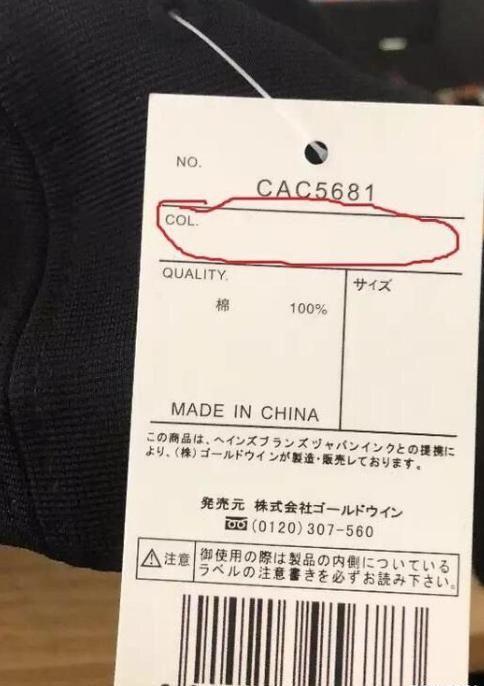 NO.
CAC5681
COL.
QUALITY.
サイズ
棉 100%
MADE IN CHINA
この商品は、ヘインズブランズヅャパンインクとの提携に
より、(株)ゴールドウインが製造・販売しております。
発売元 株式会社ゴールドウイン
(0120)307-560
注意
御使用の際は製品の内側についている
ラベルの注意書きを必ずお読み下さい。